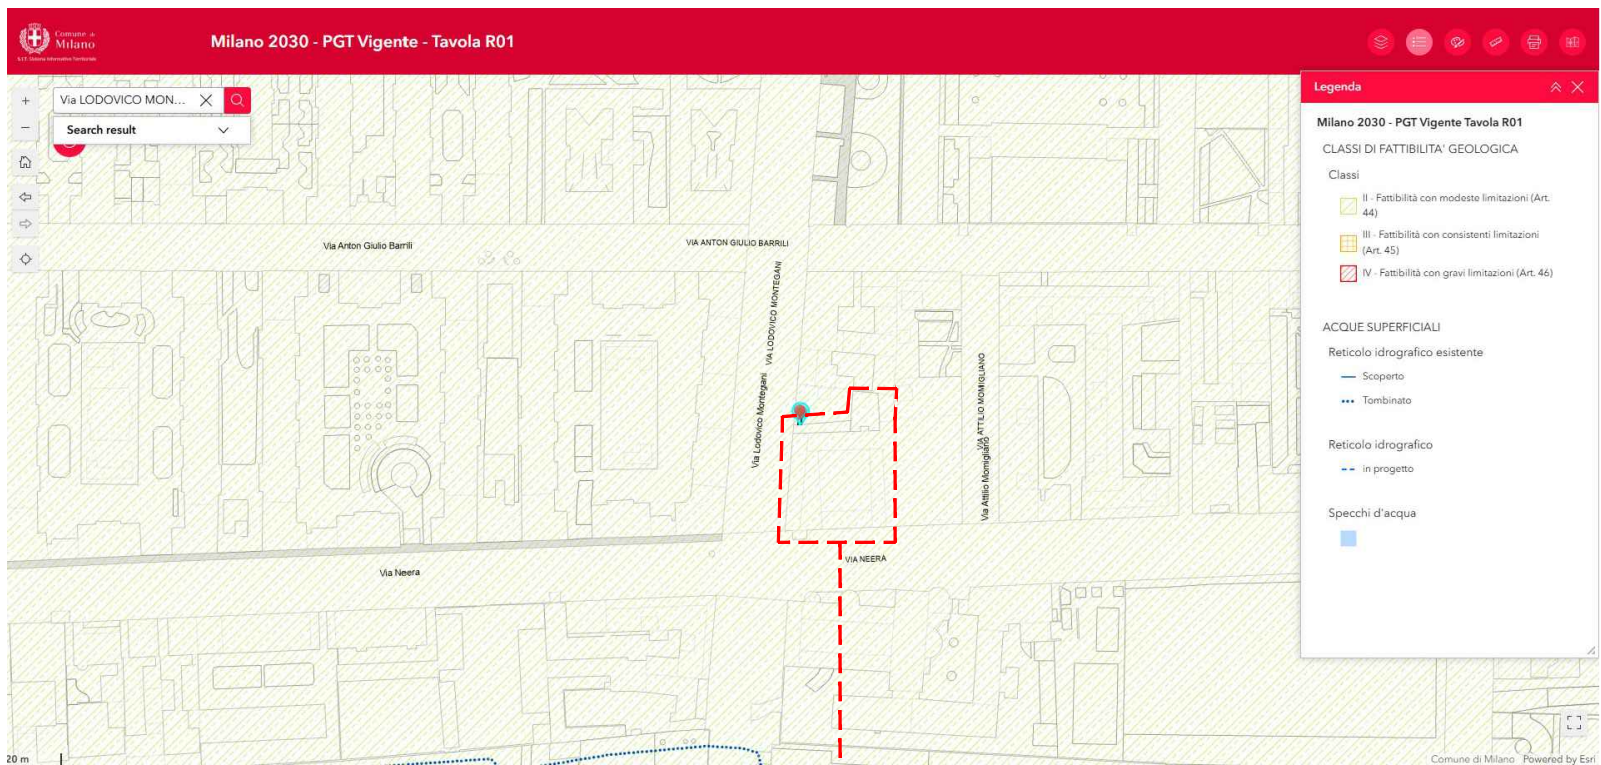 Comune di
Milano
S.I.T. Sistema Informativo Territoriale
Milano 2030 - PGT Vigente - Tavola R01
Via LODOVICO MON...
Search result
Legenda
Milano 2030 - PGT Vigente Tavola R01
CLASSI DI FATTIBILITA' GEOLOGICA
Classi
II - Fattibilità con modeste limitazioni (Art.
44)
III - Fattibilità con consistenti limitazioni
(Art. 45)
IV - Fattibilità con gravi limitazioni (Art. 46)
ACQUE SUPERFICIALI
Reticolo idrografico esistente
Scoperto
Tombinato
Reticolo idrografico
in progetto
Specchi d'acqua
Via Anton Giulio Barrili
VIA ANTON GIULIO BARRILI
VIA LODOVICO MONTEGANI
Via Lodovico Montegani
VIA ATTILIO MOMIGLIANO
Via Attilio Momigliano
VIA NEERA
Via Neera
20 m
Comune di Milano Powered by Esri